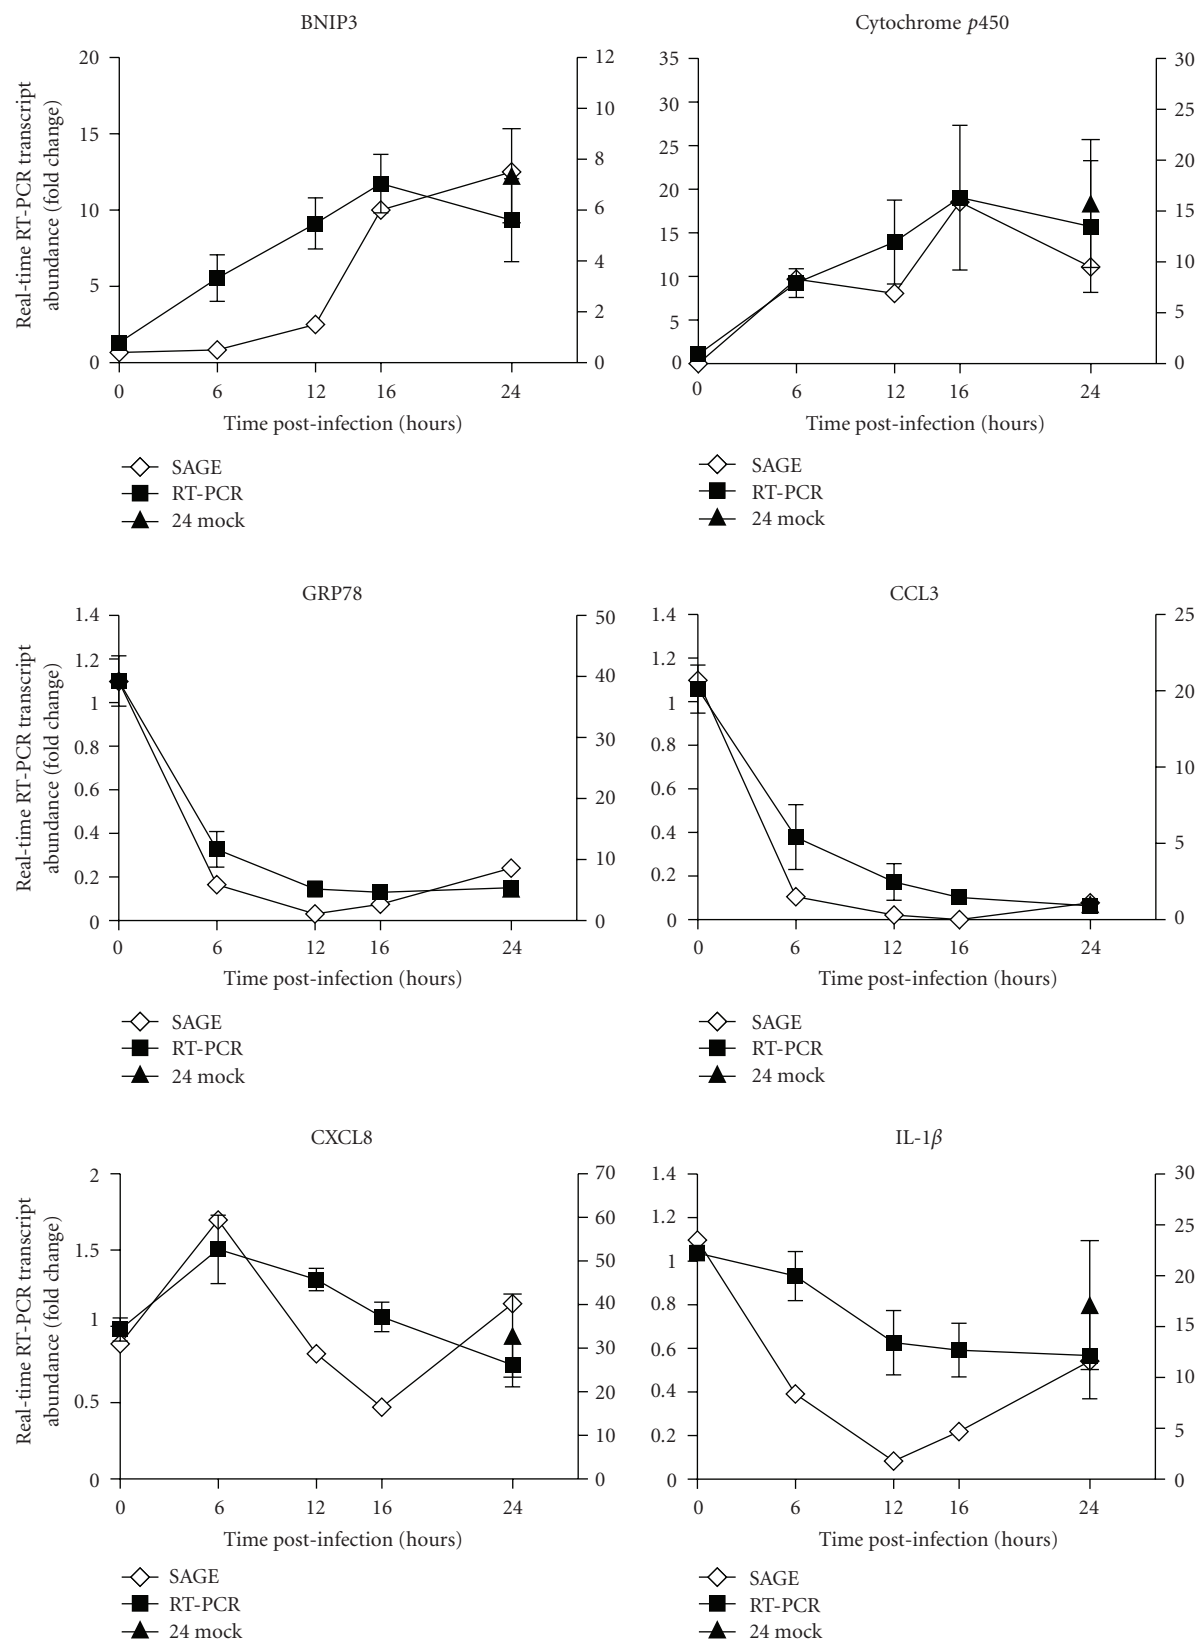 BNIP3
Real-time RT-PCR transcript
abundance (fold change)
20
15
10
5
0
12
10
8
6
4
2
0
0 6 12 16 24
Time post-infection (hours)
SAGE
RT-PCR
24 mock
Cytochrome p450
35
30
25
20
15
10
5
0
30
25
20
15
10
5
0
0 6 12 16 24
Time post-infection (hours)
SAGE
RT-PCR
24 mock
GRP78
Real-time RT-PCR transcript
abundance (fold change)
1.4
1.2
1
0.8
0.6
0.4
0.2
0
50
40
30
20
10
0
0 6 12 16 24
Time post-infection (hours)
SAGE
RT-PCR
24 mock
CCL3
1.4
1.2
1
0.8
0.6
0.4
0.2
0
25
20
10
5
0
0 6 12 16 24
Time post-infection (hours)
SAGE
RT-PCR
24 mock
CXCL8
Real-time RT-PCR transcript
abundance (fold change)
2
1.5
1
0.5
0
70
60
50
40
30
20
10
0
0 6 12 16 24
Time post-infection (hours)
SAGE
RT-PCR
24 mock
IL-1β
1.4
1.2
1
0.8
0.6
0.4
0.2
0
30
25
20
15
10
5
0
0 6 12 16 24
Time post-infection (hours)
SAGE
RT-PCR
24 mock